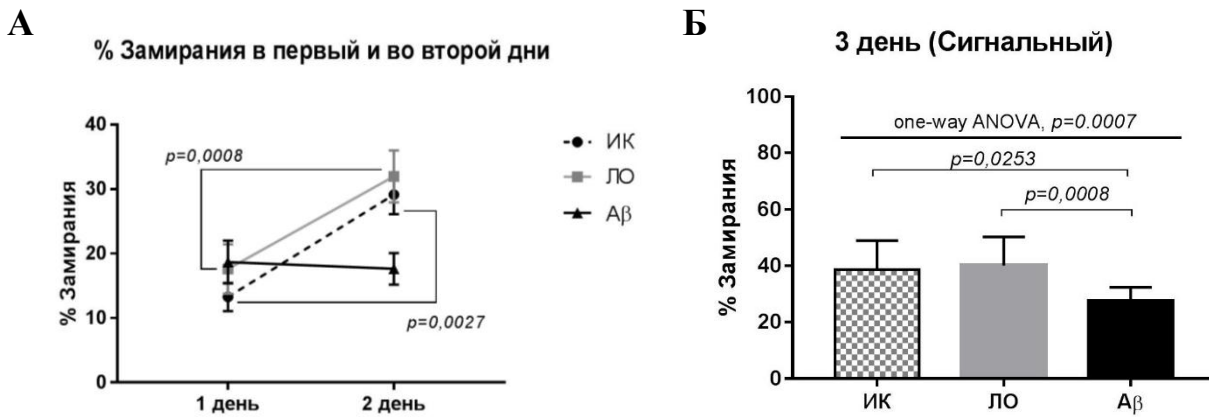 А
% Замирания в первый и во второй дни
% Замирания
40
30
20
10
0
1 день
2 день
p=0,0008
p=0,0027
ИК
ЛО
Aβ
Б
3 день (Сигнальный)
% Замирания
100
80
60
40
20
0
one-way ANOVA, p=0.0007
p=0,0253
p=0,0008
ИК
ЛО
Aβ